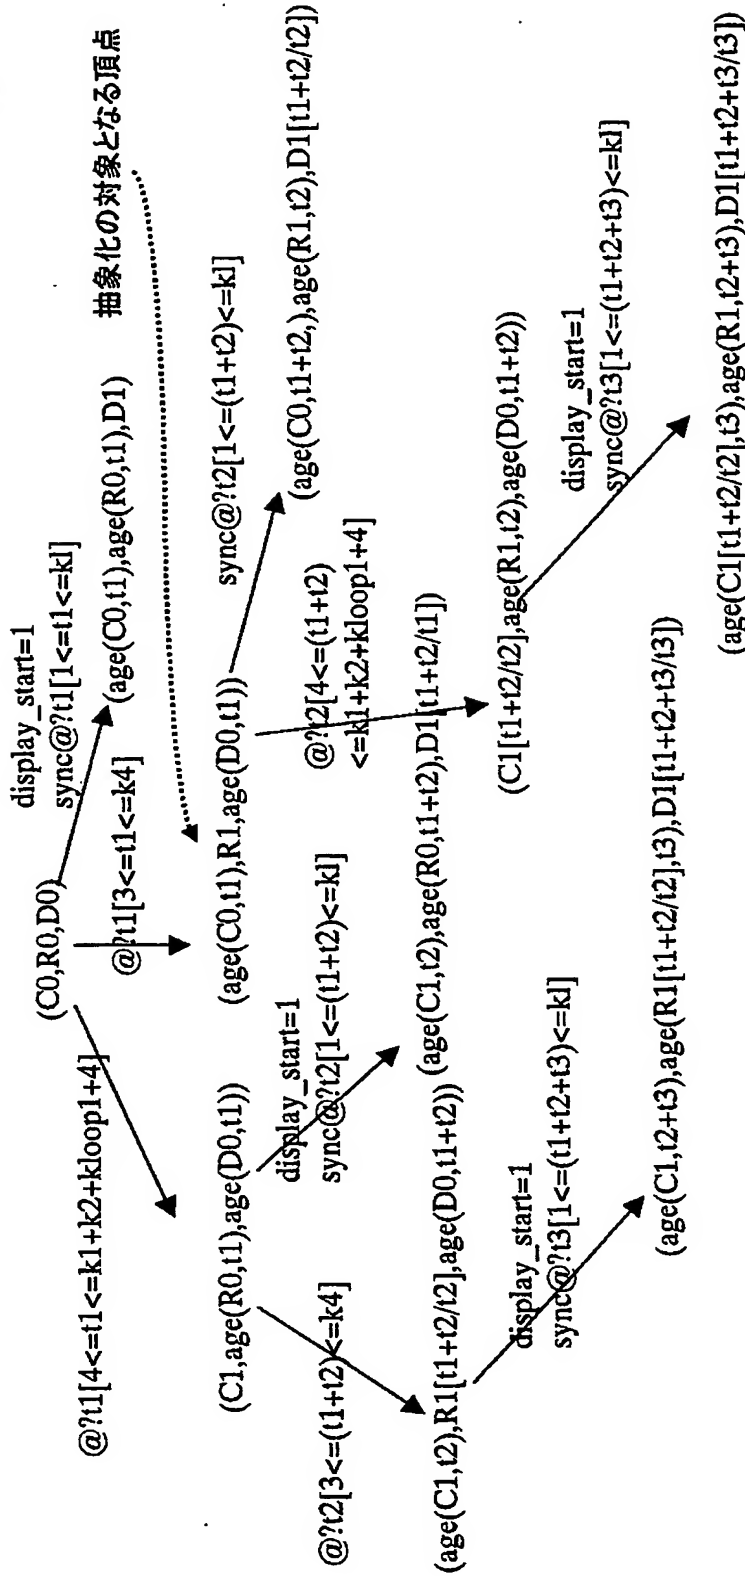 display_start=1
sync@?t1[1<=t1<=kl]
抽象化の対象となる頂点
(C0,R0,D0)
(age(C0,t1),age(R0,t1),D1)
@?t1[4<=t1<=k1+k2+kloop1+4]
@?t1[3<=t1<=k4]
sync@?t2[1<=(t1+t2)<=kl]
(C1,age(R0,t1),age(D0,t1))
(age(C0,t1),R1,age(D0,t1))
(age(C0,t1+t2,),age(R1,t2),D1[t1+t2/t2])
display_start=1
sync@?t2[1<=(t1+t2)<=kl]
@?t2[4<=(t1+t2)
<=k1+k2+kloop1+4]
@?t2[3<=(t1+t2)<=k4]
(age(C1,t2),age(R0,t1+t2),D1[t1+t2/t1])
(age(C1,t2),R1[t1+t2/t2],age(D0,t1+t2))
(C1[t1+t2/t2],age(R1,t2),age(D0,t1+t2))
display_start=1
sync@?t3[1<=(t1+t2+t3)<=kl]
display_start=1
sync@?t3[1<=(t1+t2+t3)<=kl]
(age(C1,t2+t3),age(R1[t1+t2/t2],t3),D1[t1+t2+t3/t3])
(age(C1[t1+t2/t2],t3),age(R1,t2+t3),D1[t1+t2+t3/t3])